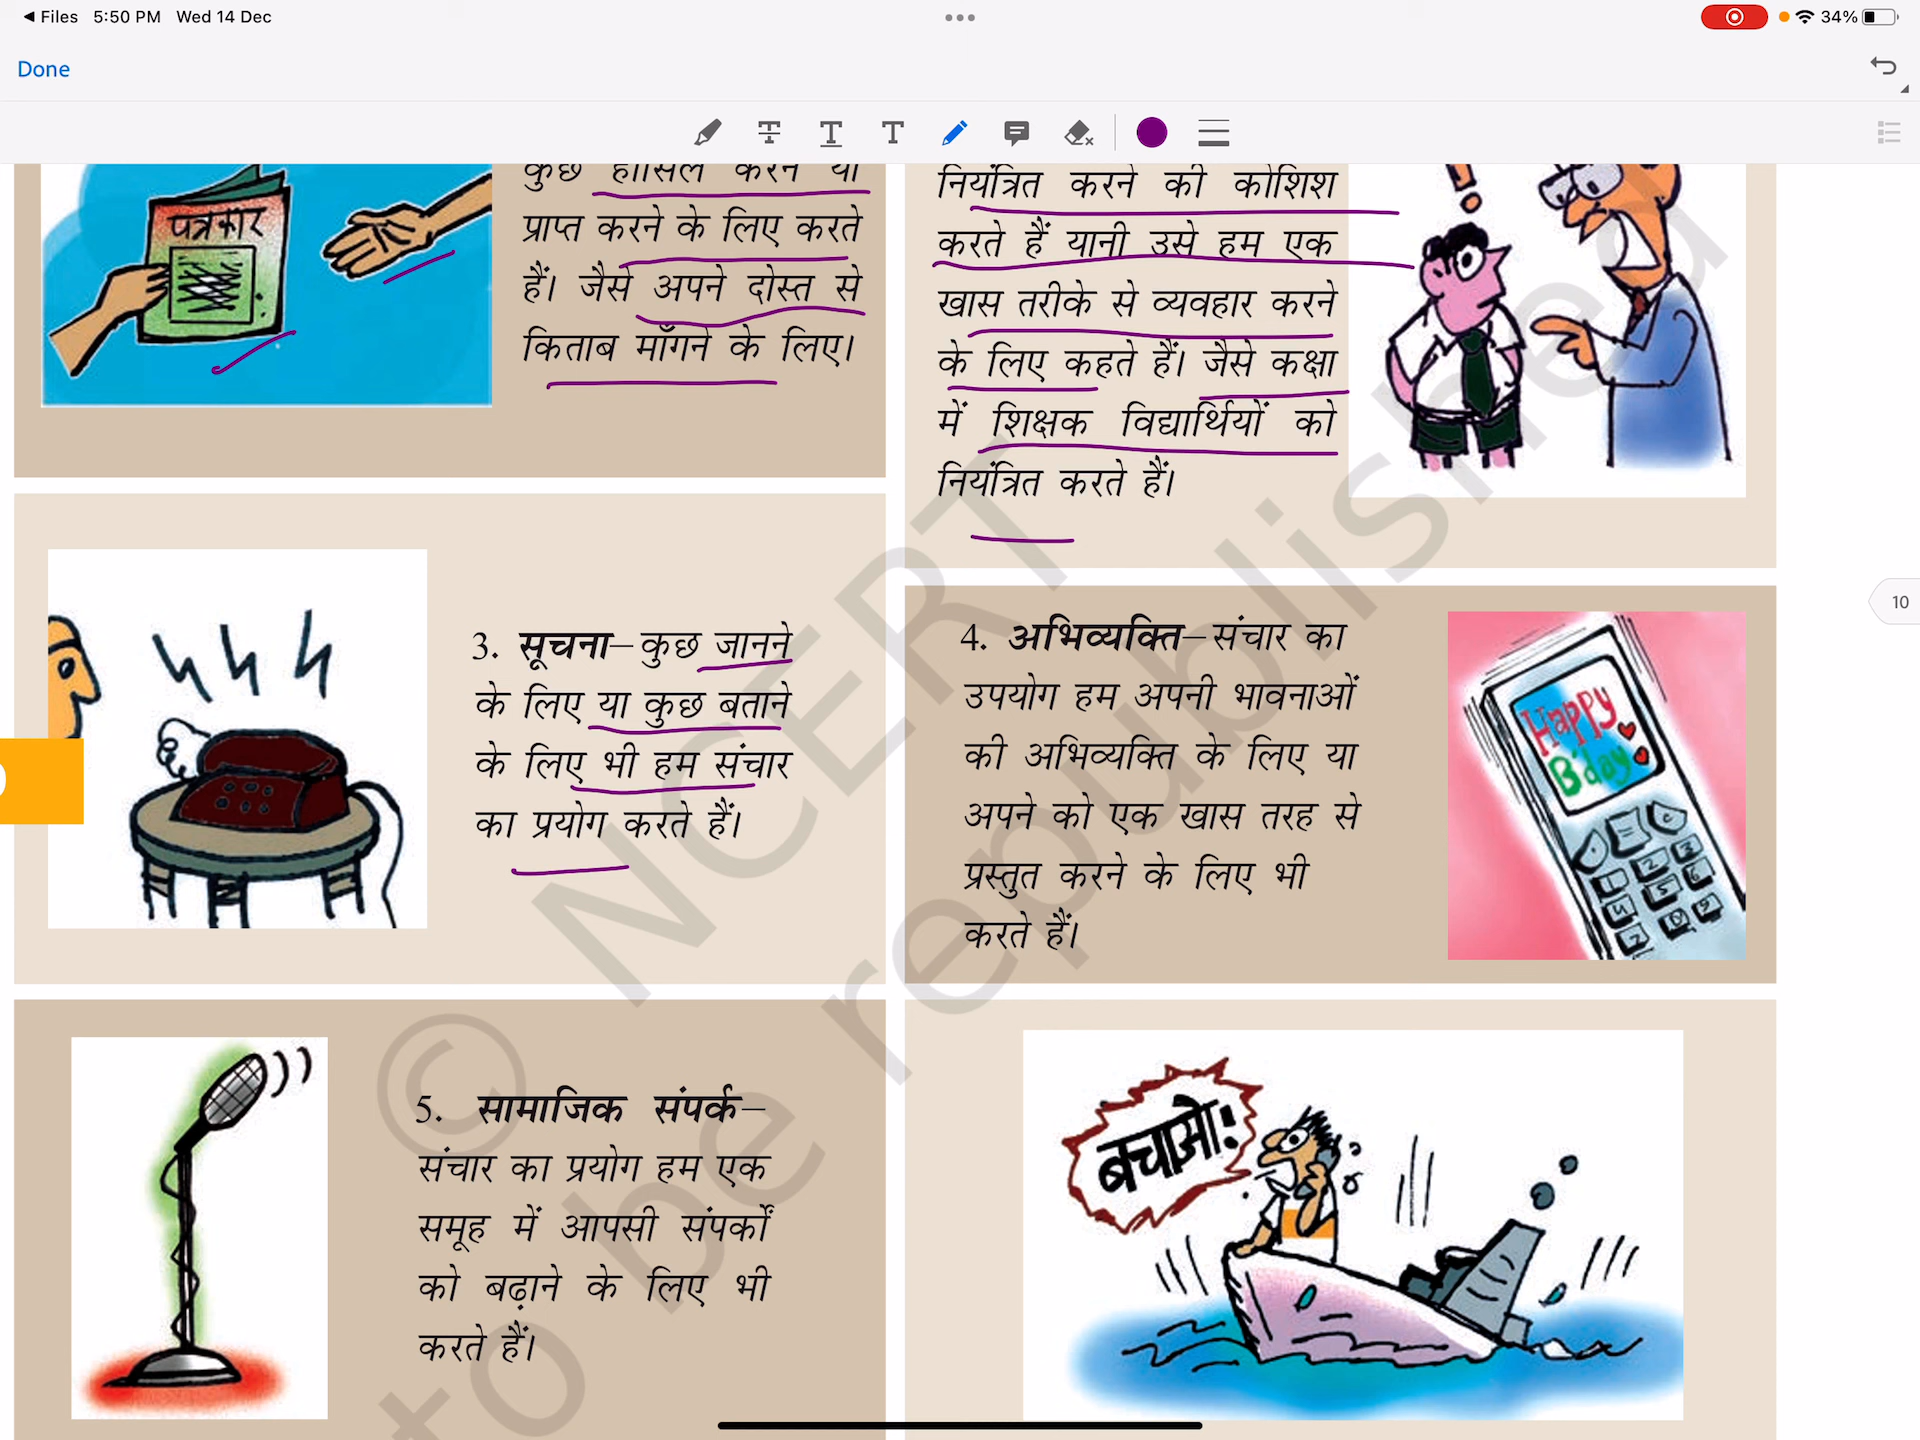 Files 5:50 PM Wed 14 Dec
34%
Done
पत्रकार
कुछ हासिल करने या
प्राप्त करने के लिए करते
हैं। जैसे अपने दोस्त से
किताब माँगने के लिए।
नियंत्रित करने की कोशिश
करते हैं यानी उसे हम एक
खास तरीके से व्यवहार करने
के लिए कहते हैं। जैसे कक्षा
में शिक्षक विद्यार्थियों को
नियंत्रित करते हैं।
!
10
3. सूचना–कुछ जानने
के लिए या कुछ बताने
के लिए भी हम संचार
का प्रयोग करते हैं।
4. अभिव्यक्ति–संचार का
उपयोग हम अपनी भावनाओं
की अभिव्यक्ति के लिए या
अपने को एक खास तरह से
प्रस्तुत करने के लिए भी
करते हैं।
Happy
B'day
5. सामाजिक संपर्क–
संचार का प्रयोग हम एक
समूह में आपसी संपर्कों
को बढ़ाने के लिए भी
करते हैं।
बचाओ!
© NCERT
to be republished